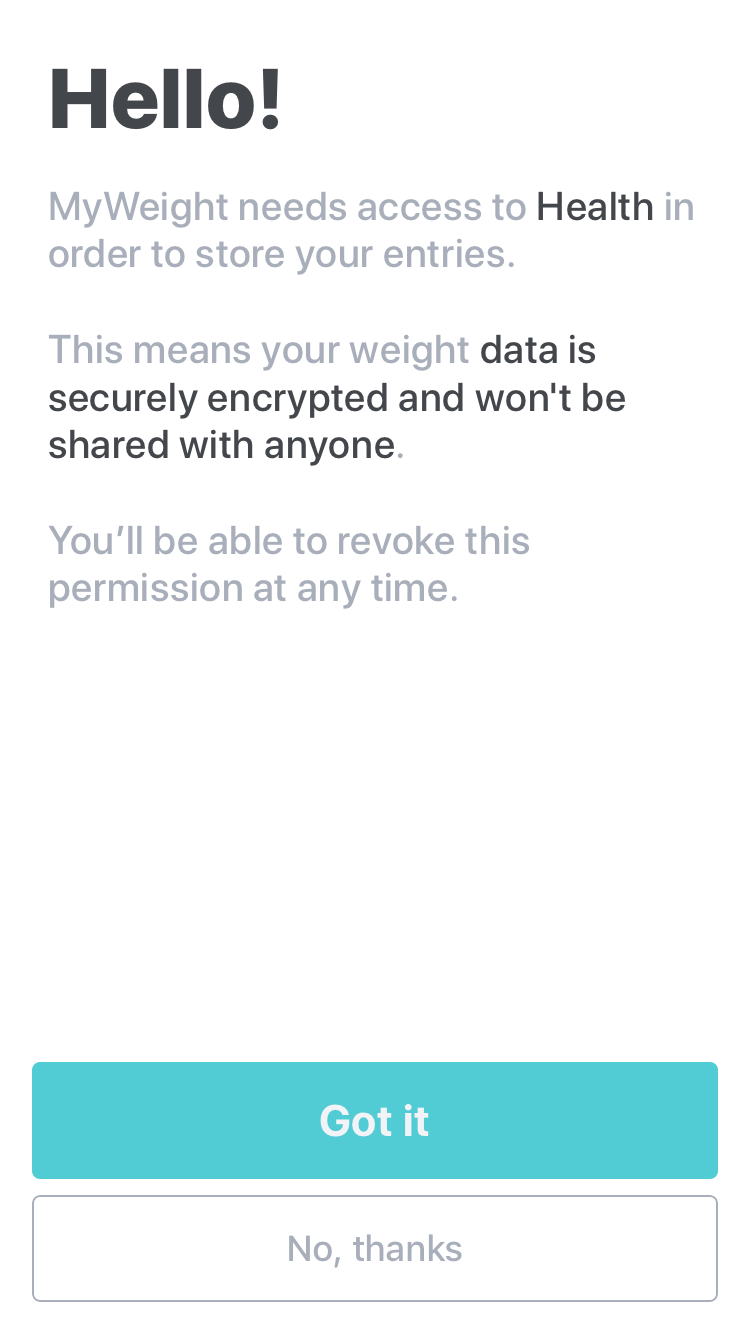 Hello!
MyWeight needs access to Health in
order to store your entries.
This means your weight data is
securely encrypted and won't be
shared with anyone.
You’ll be able to revoke this
permission at any time.
Got it
No, thanks